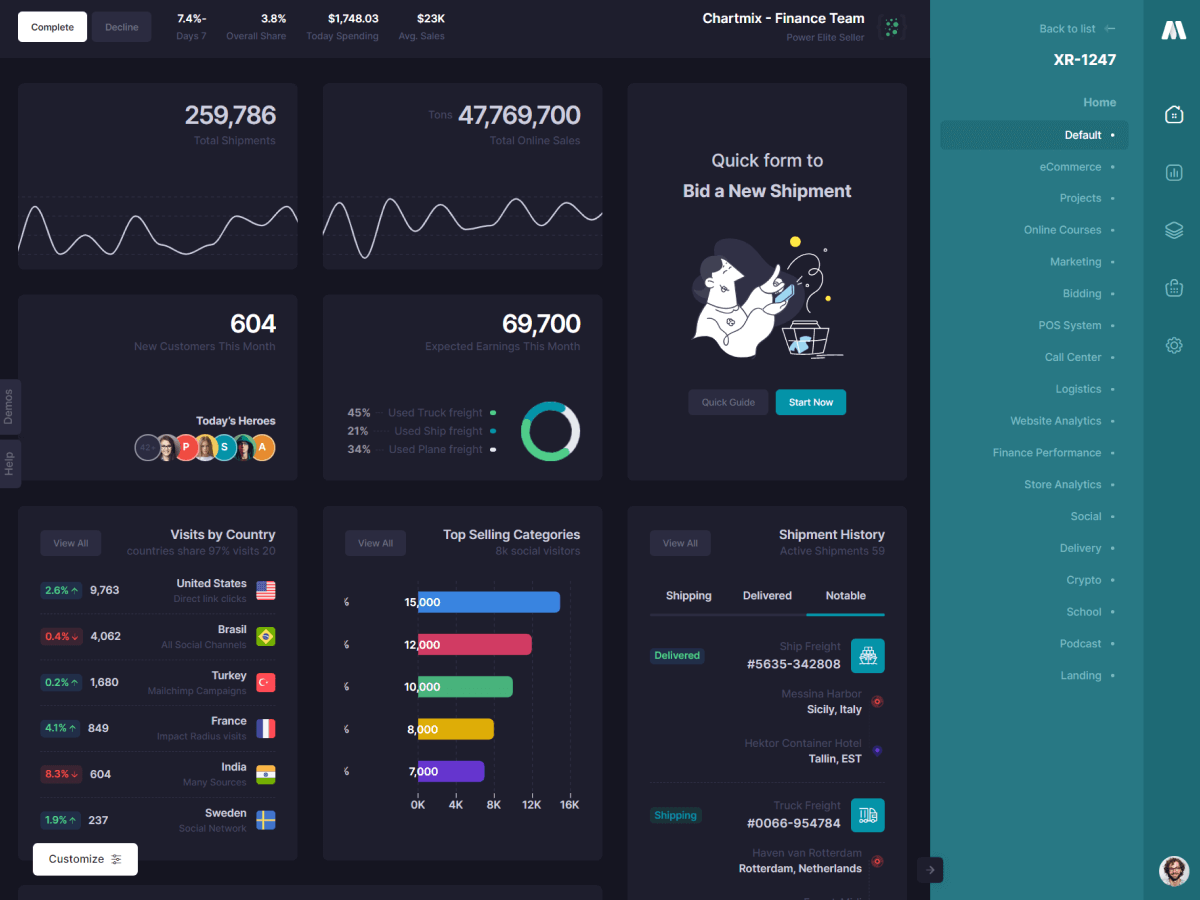 Complete
Decline
7.4%-
Days 7
3.8%
Overall Share
$1,748.03
Today Spending
$23K
Avg. Sales
Chartmix - Finance Team
Power Elite Seller
Back to list
XR-1247
Home
Default
eCommerce
Projects
Online Courses
Marketing
Bidding
POS System
Call Center
Logistics
Website Analytics
Finance Performance
Store Analytics
Social
Delivery
Crypto
School
Podcast
Landing
259,786
Total Shipments
Tons 47,769,700
Total Online Sales
Quick form to
Bid a New Shipment
Quick Guide
Start Now
604
New Customers This Month
Today's Heroes
42+
P
S
A
69,700
Expected Earnings This Month
45% Used Truck freight
21% Used Ship freight
34% Used Plane freight
Demos
Help
View All
Visits by Country
countries share 97% visits 20
2.6% 9,763
United States
Direct link clicks
0.4% 4,062
Brasil
All Social Channels
0.2% 1,680
Turkey
Mailchimp Campaigns
4.1% 849
France
Impact Radius visits
8.3% 604
India
Many Sources
1.9% 237
Sweden
Social Network
Customize
View All
Top Selling Categories
8k social visitors
15,000
12,000
10,000
8,000
7,000
0K 4K 8K 12K 16K
View All
Shipment History
Active Shipments 59
Shipping
Delivered
Notable
Delivered
Ship Freight
#5635-342808
Messina Harbor
Sicily, Italy
Hektor Container Hotel
Tallin, EST
Shipping
Truck Freight
#0066-954784
Haven van Rotterdam
Rotterdam, Netherlands